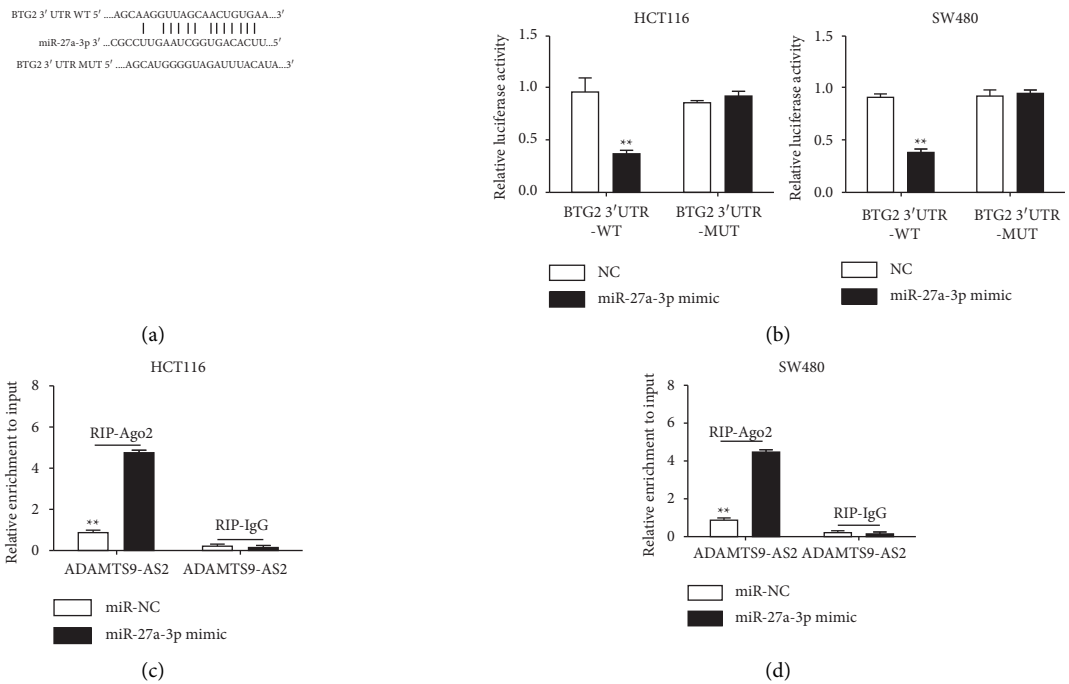 BTG2 3′ UTR WT 5′ ....AGCAAGGUUAGCAACUGUGAA...3′
miR-27a-3p 3′ ...CGCCUUGAAUCGGUGACACUU...5′
BTG2 3′ UTR MUT 5′ ....AGCAUGGGGUAGAUUUACAUA...3′
(a)
HCT116
Relative luciferase activity
1.5
1.0
0.5
0.0
**
BTG2 3′UTR
-WT
BTG2 3′UTR
-MUT
NC
miR-27a-3p mimic
SW480
Relative luciferase activity
1.5
1.0
0.5
0.0
**
BTG2 3′UTR
-WT
BTG2 3′UTR
-MUT
NC
miR-27a-3p mimic
(b)
HCT116
Relative enrichment to input
8
6
4
2
0
RIP-Ago2
**
RIP-IgG
ADAMTS9-AS2 ADAMTS9-AS2
miR-NC
miR-27a-3p mimic
(c)
SW480
Relative enrichment to input
8
6
4
2
0
RIP-Ago2
**
RIP-IgG
ADAMTS9-AS2 ADAMTS9-AS2
miR-NC
miR-27a-3p mimic
(d)